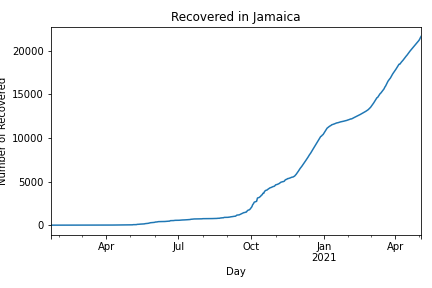 Recovered in Jamaica
Number of Recovered
20000
15000
10000
5000
0
Apr
Jul
Oct
Jan
2021
Apr
Day